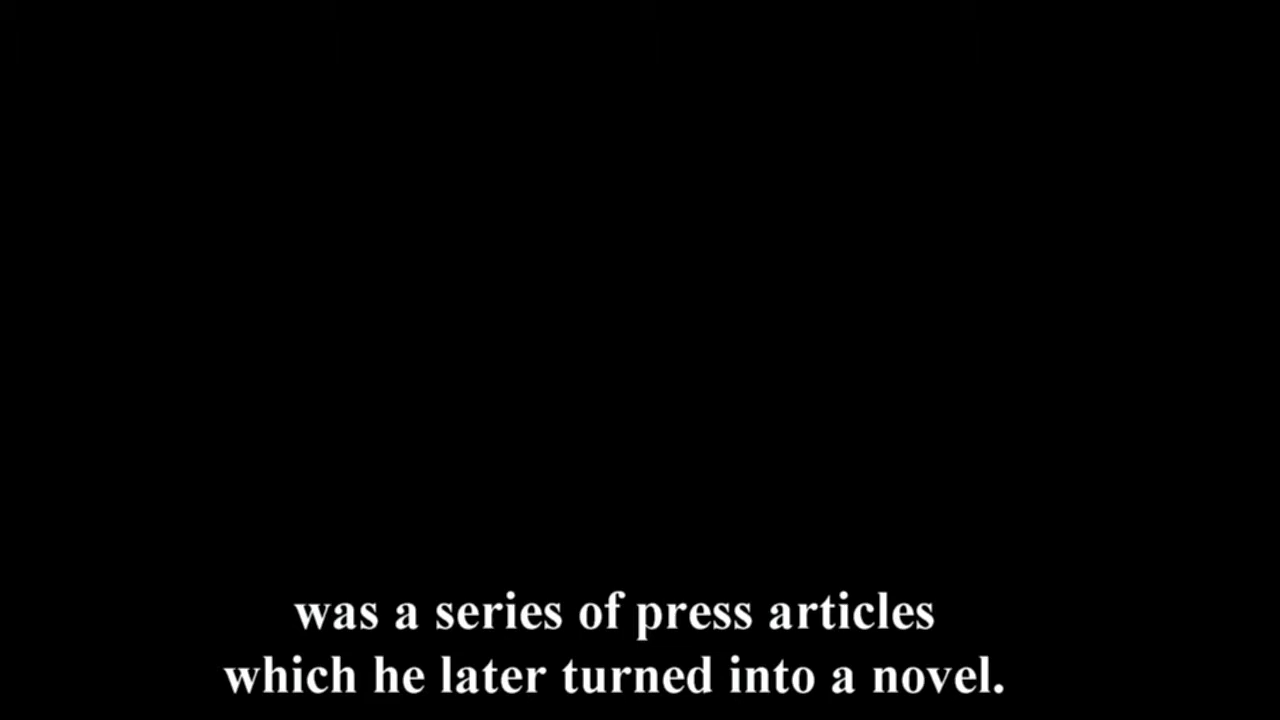 was a series of press articles
which he later turned into a novel.